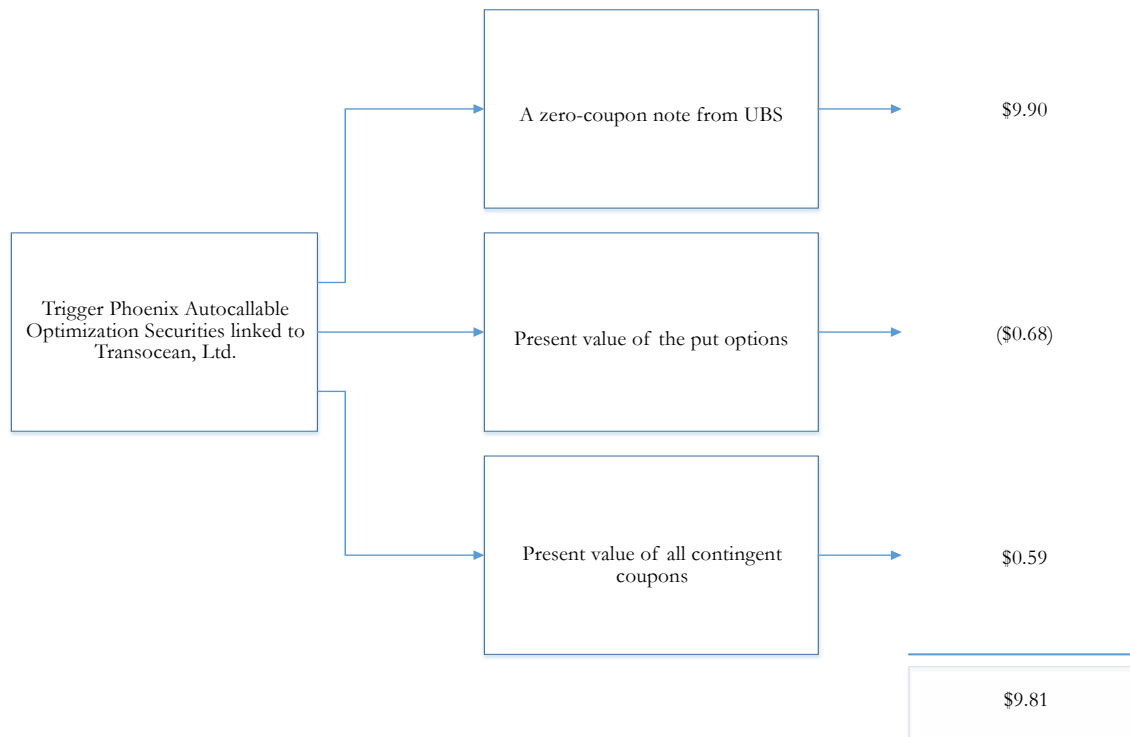 A zero-coupon note from UBS
$9.90
Trigger Phoenix Autocallable
Optimization Securities linked to
Transocean, Ltd.
Present value of the put options
($0.68)
Present value of all contingent
coupons
$0.59
$9.81